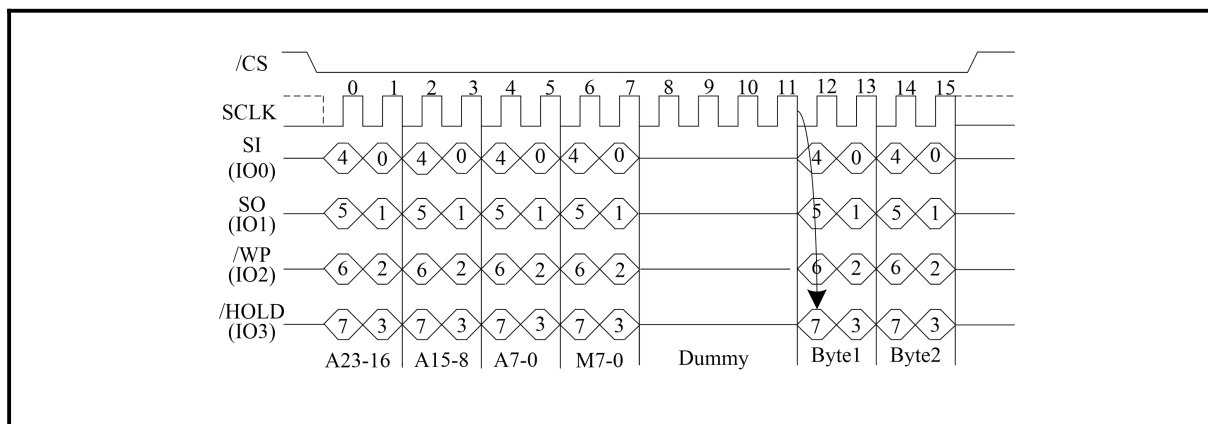 /CS
0 1 2 3 4 5 6 7 8 9 10 11 12 13 14 15
SCLK
SI
(IO0)
4 0 4 0 4 0 4 0 4 0 4 0
SO
(IO1)
5 1 5 1 5 1 5 1 5 1 5 1
/WP
(IO2)
6 2 6 2 6 2 6 2 6 2 6 2
/HOLD
(IO3)
7 3 7 3 7 3 7 3 7 3 7 3
A23-16 A15-8 A7-0 M7-0 Dummy Byte1 Byte2